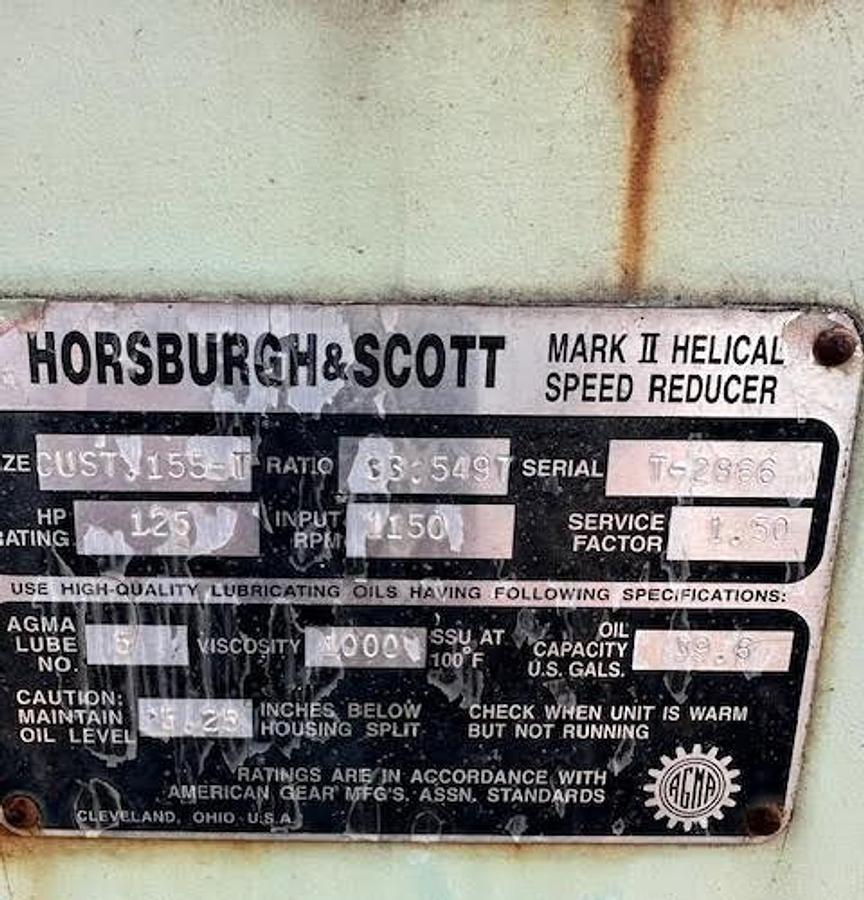 HORSBURGH & SCOTT
MARK II HELICAL
SPEED REDUCER
ZE CUST.155-T RATIO 33.549T SERIAL T-2866
HP
RATING 125 INPUT
RPM 1150 SERVICE
FACTOR 1.50
USE HIGH-QUALITY LUBRICATING OILS HAVING FOLLOWING SPECIFICATIONS:
AGMA
LUBE
NO. VISCOSITY 1000 SSU AT
100°F OIL
CAPACITY
U.S. GALS.
CAUTION:
MAINTAIN
OIL LEVEL INCHES BELOW
HOUSING SPLIT
CHECK WHEN UNIT IS WARM
BUT NOT RUNNING
RATINGS ARE IN ACCORDANCE WITH
AMERICAN GEAR MFG'S. ASSN. STANDARDS
CLEVELAND, OHIO U.S.A.
AGMA